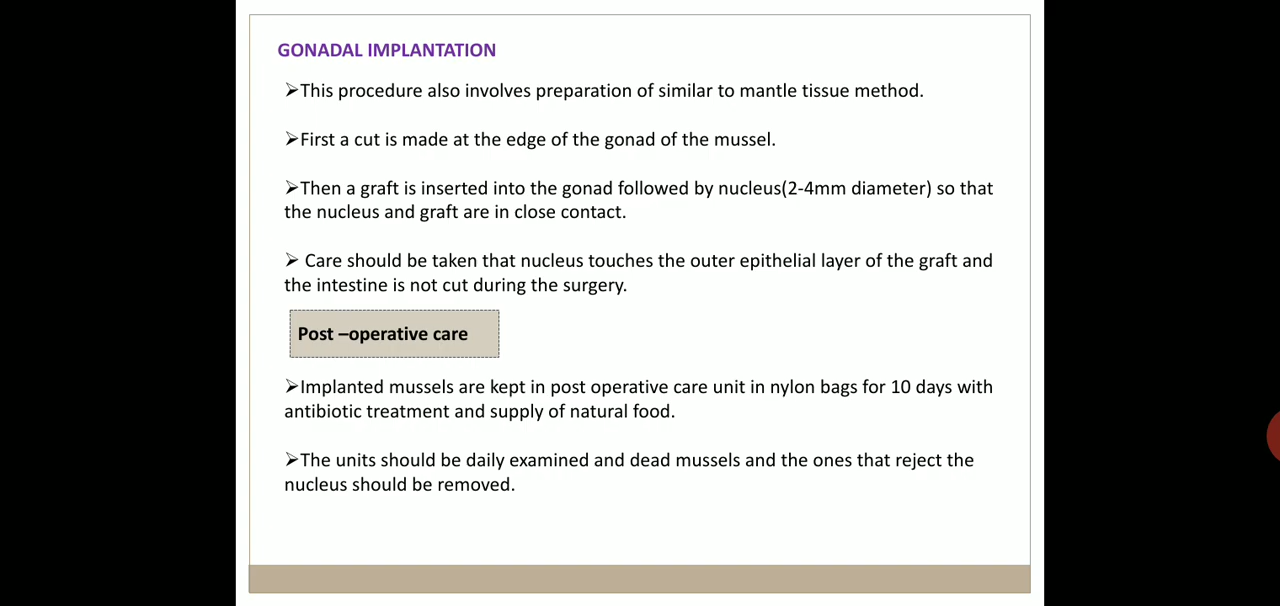 GONADAL IMPLANTATION
➢This procedure also involves preparation of similar to mantle tissue method.
➢First a cut is made at the edge of the gonad of the mussel.
➢Then a graft is inserted into the gonad followed by nucleus(2-4mm diameter) so that
the nucleus and graft are in close contact.
➢ Care should be taken that nucleus touches the outer epithelial layer of the graft and
the intestine is not cut during the surgery.
Post –operative care
➢Implanted mussels are kept in post operative care unit in nylon bags for 10 days with
antibiotic treatment and supply of natural food.
➢The units should be daily examined and dead mussels and the ones that reject the
nucleus should be removed.